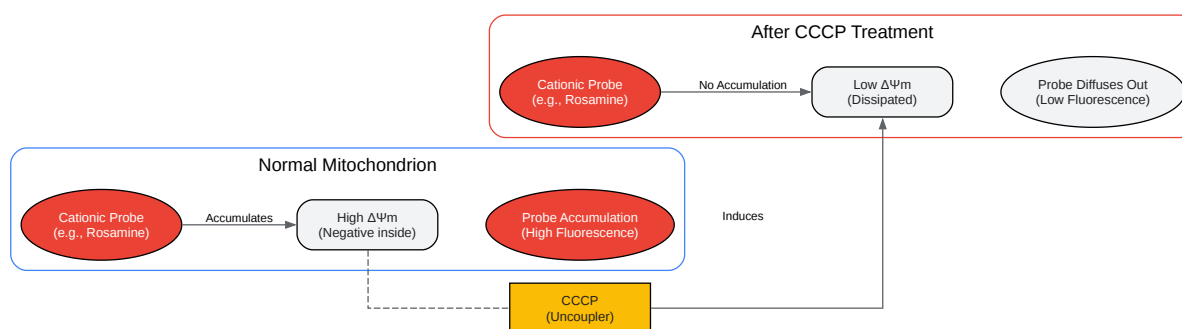 After CCCP Treatment
Cationic Probe
(e.g., Rosamine)
No Accumulation
Low ΔΨm
(Dissipated)
Probe Diffuses Out
(Low Fluorescence)
Normal Mitochondrion
Cationic Probe
(e.g., Rosamine)
Accumulates
High ΔΨm
(Negative inside)
Probe Accumulation
(High Fluorescence)
Induces
CCCP
(Uncoupler)